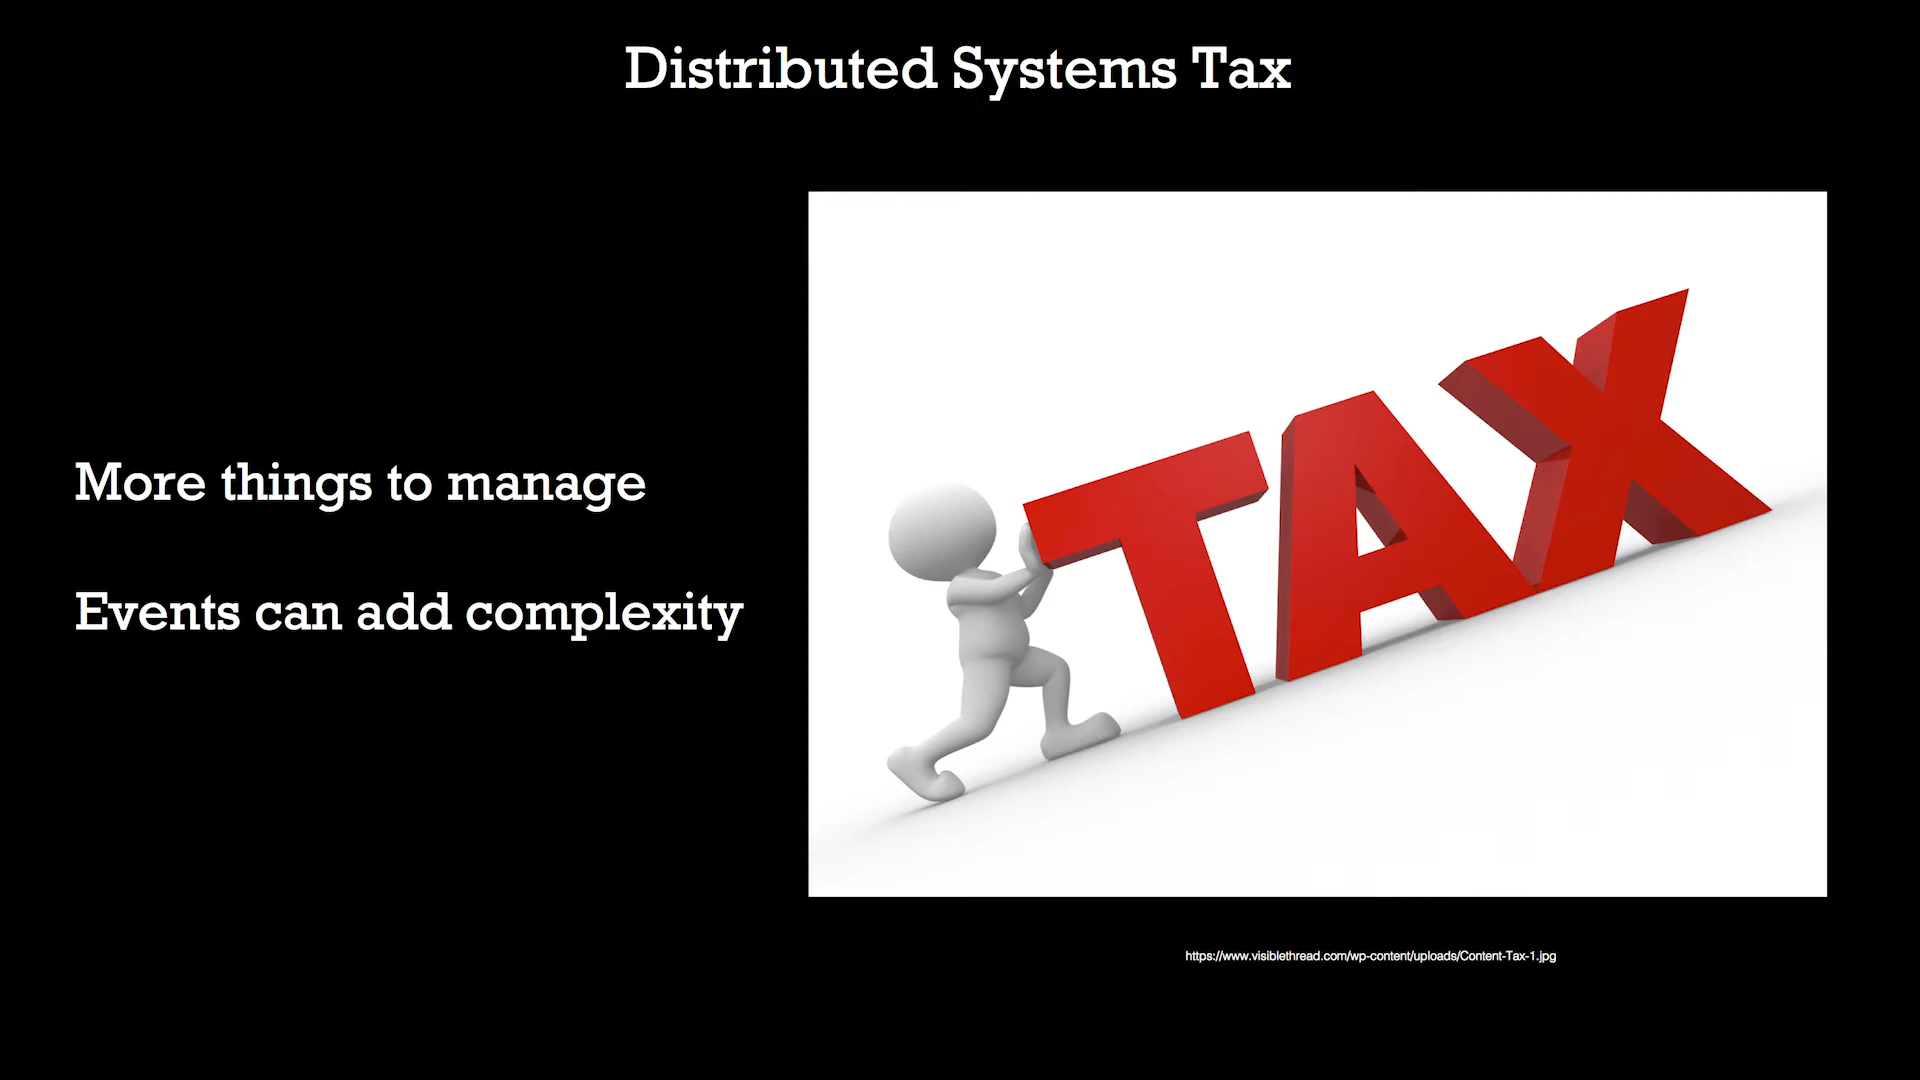 Distributed Systems Tax
More things to manage
Events can add complexity
TAX
https://www.visiblethread.com/wp-content/uploads/Content-Tax-1.jpg